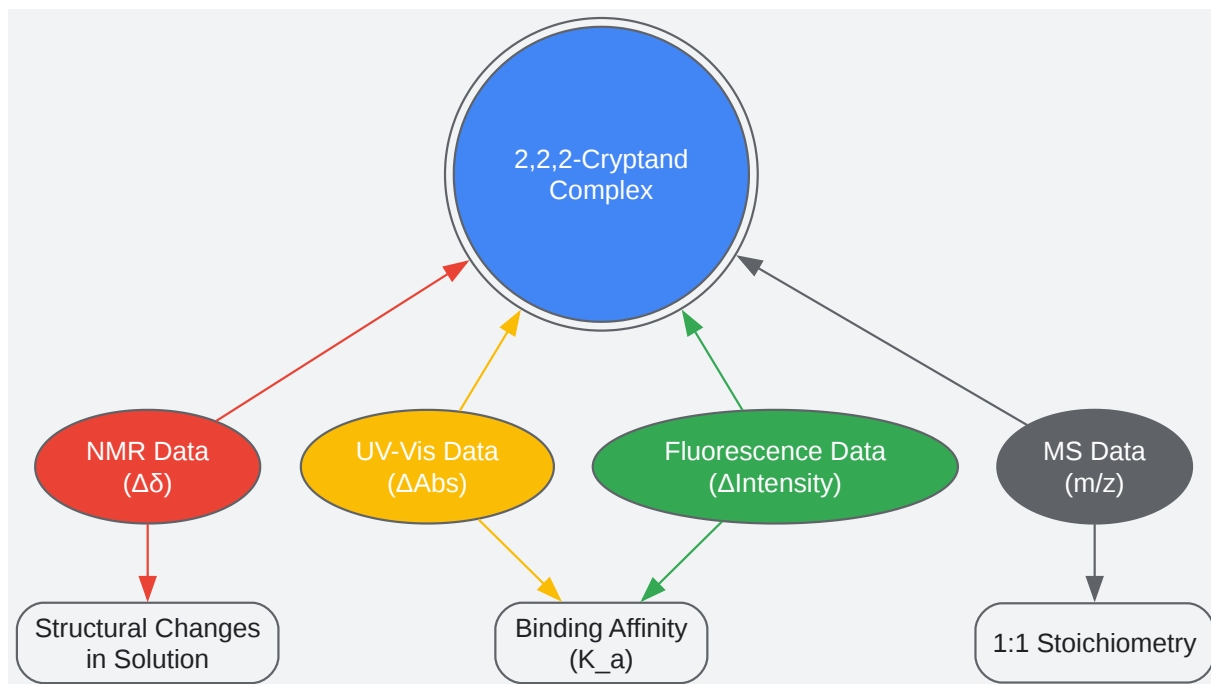 2,2,2-Cryptand
Complex
NMR Data
(Δδ)
UV-Vis Data
(ΔAbs)
Fluorescence Data
(ΔIntensity)
MS Data
(m/z)
Structural Changes
in Solution
Binding Affinity
(K_a)
1:1 Stoichiometry